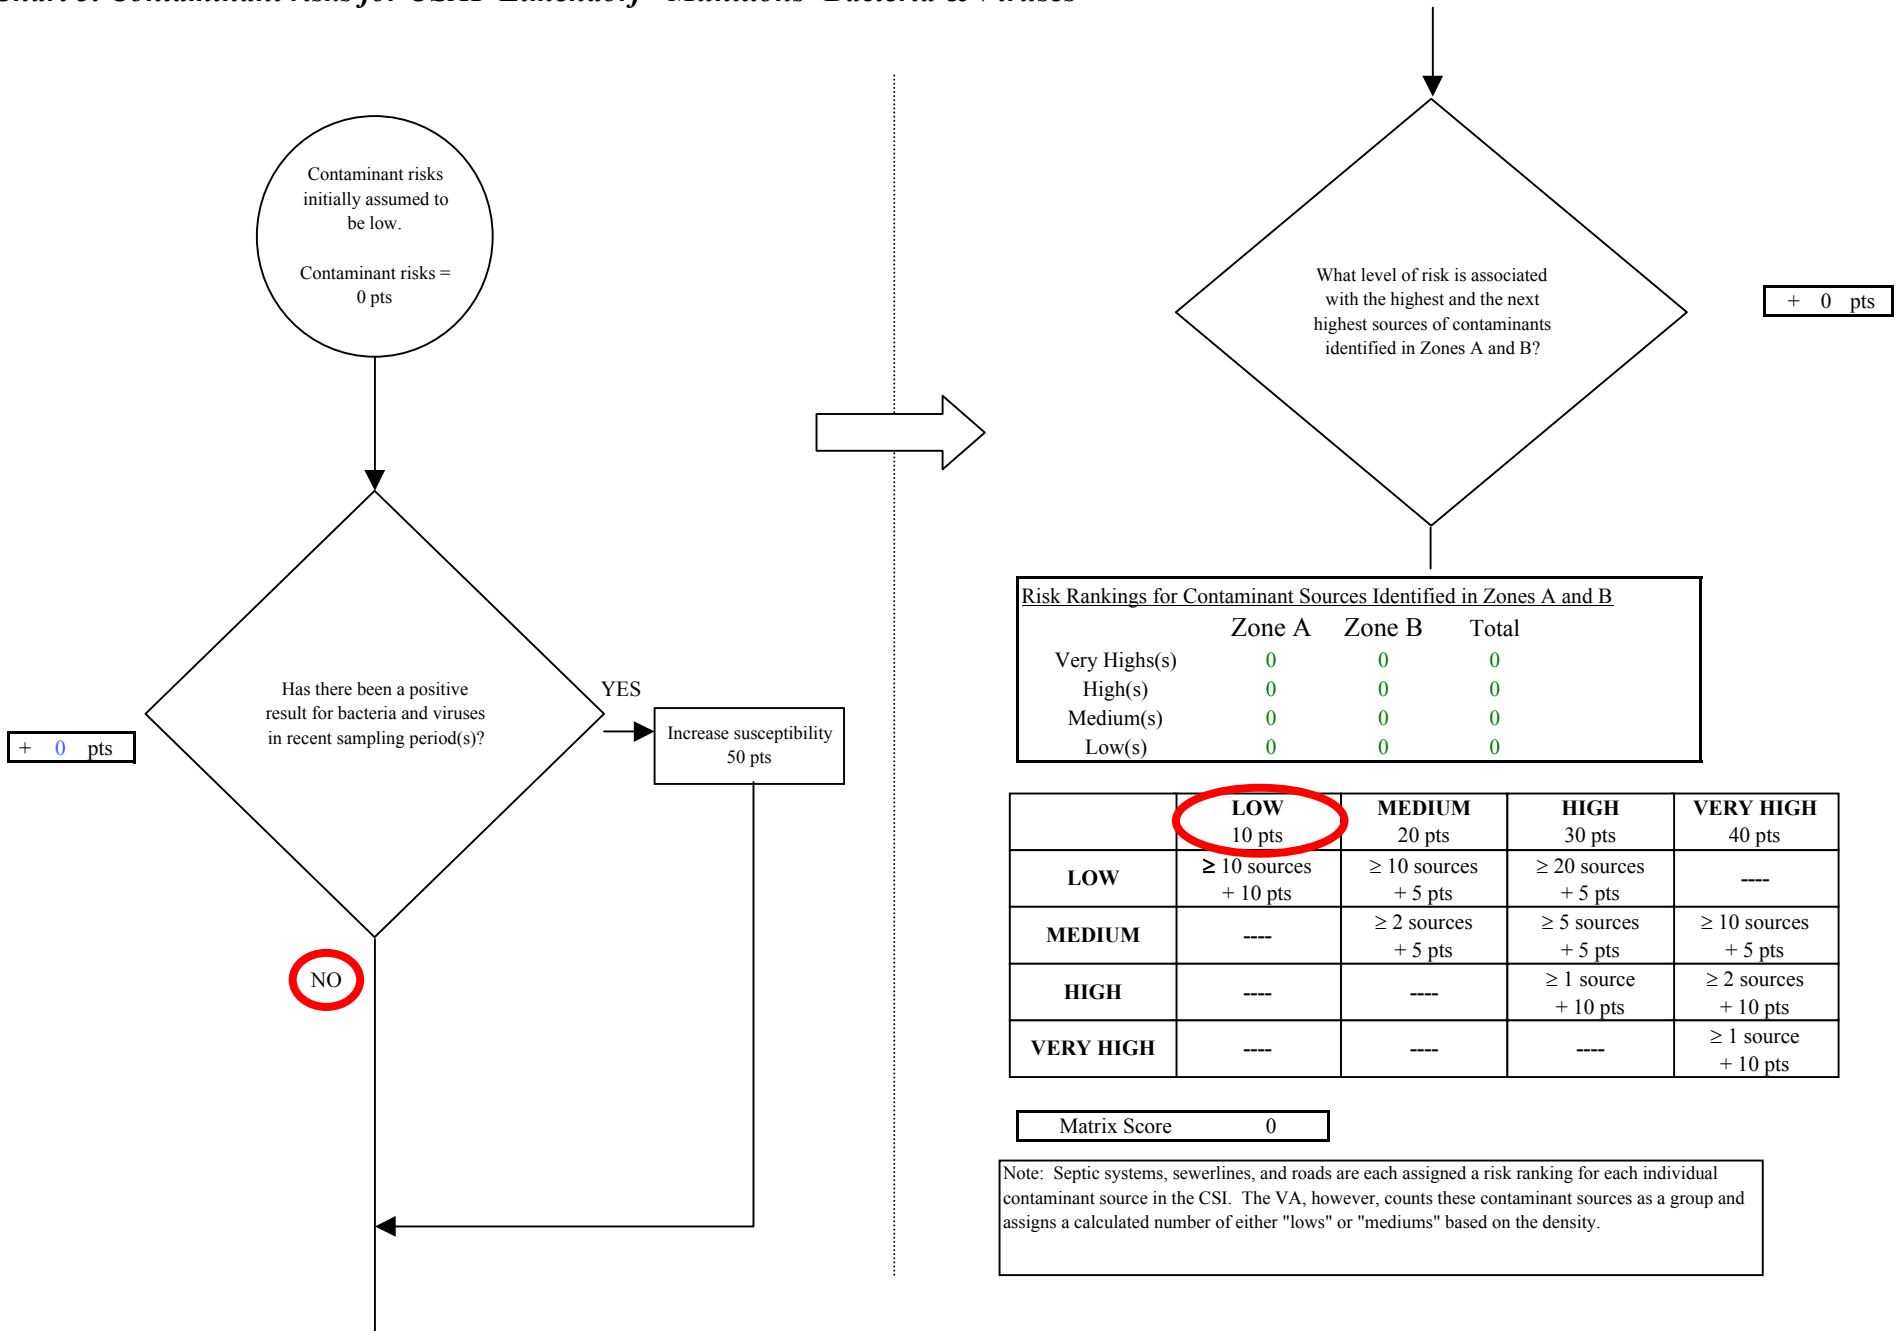 Contaminant risks
initially assumed to
be low.
Contaminant risks =
0 pts
Has there been a positive
result for bacteria and viruses
in recent sampling period(s)?
+ 0 pts
YES
Increase susceptibility
50 pts
NO
What level of risk is associated
with the highest and the next
highest sources of contaminants
identified in Zones A and B?
+ 0 pts
Risk Rankings for Contaminant Sources Identified in Zones A and B
Zone A Zone B Total
Very Highs(s) 0 0 0
High(s) 0 0 0
Medium(s) 0 0 0
Low(s) 0 0 0
LOW MEDIUM HIGH VERY HIGH
10 pts 20 pts 30 pts 40 pts
LOW ≥ 10 sources ≥ 10 sources ≥ 20 sources ----
+ 10 pts + 5 pts + 5 pts
MEDIUM ---- ≥ 2 sources ≥ 5 sources ≥ 10 sources
+ 5 pts + 5 pts + 5 pts
HIGH ---- ---- ≥ 1 source ≥ 2 sources
+ 10 pts + 10 pts
VERY HIGH ---- ---- ---- ≥ 1 source
+ 10 pts
Matrix Score 0
Note: Septic systems, sewerlines, and roads are each assigned a risk ranking for each individual
contaminant source in the CSI. The VA, however, counts these contaminant sources as a group and
assigns a calculated number of either "lows" or "mediums" based on the density.